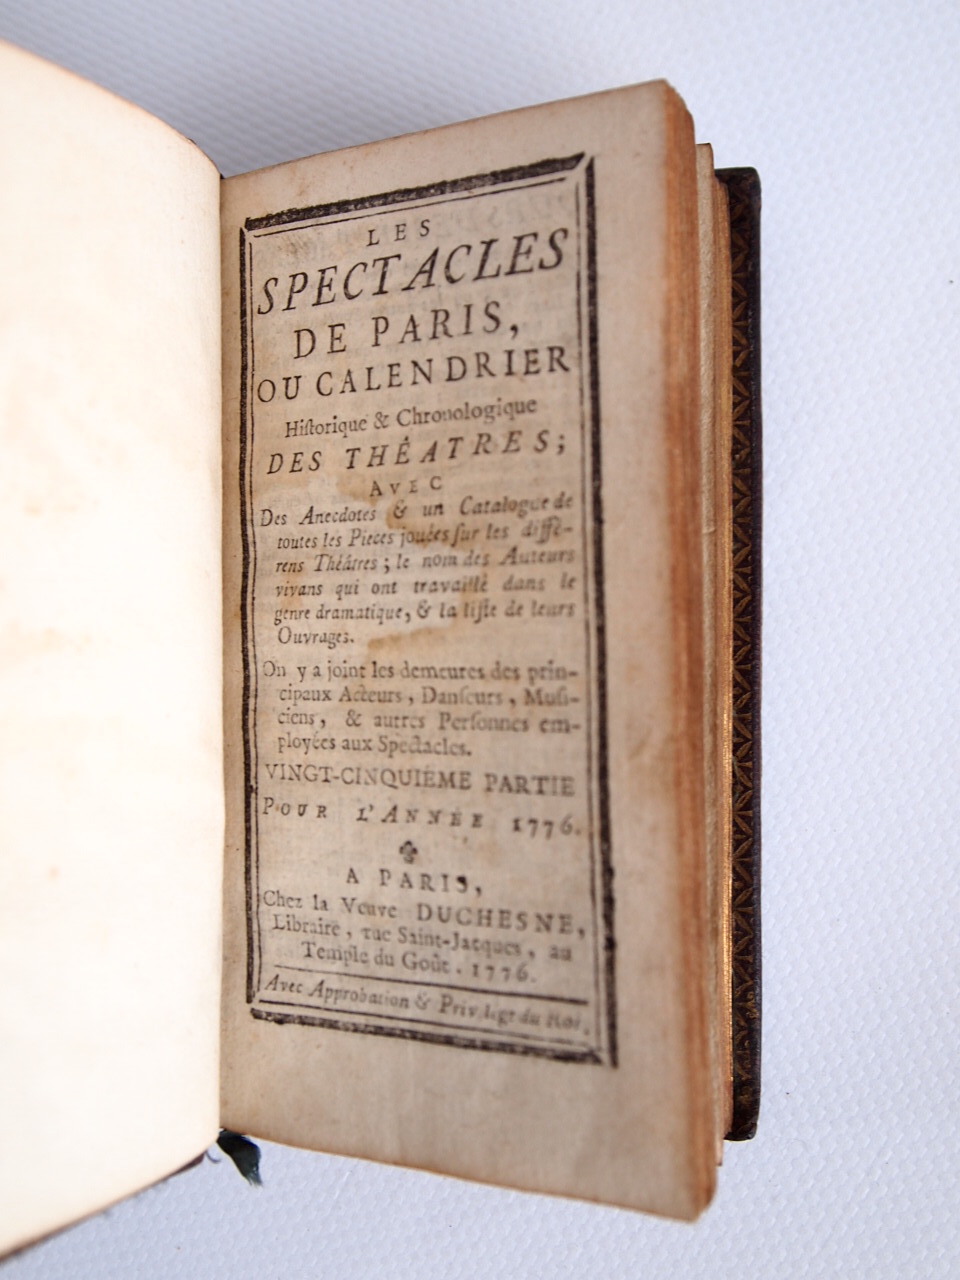 LES
SPECTACLES
DE PARIS,
OU CALENDRIER
Hiſtorique & Chronologique
DES THÉATRES;
AVEC
Des Anecdotes & un Catalogue de
toutes les Pieces jouées ſur les diffé-
rens Théâtres; le nom des Auteurs
vivans qui ont travaillé dans le
genre dramatique, & la liſte de leurs
Ouvrages.
On y a joint les demeures des prin-
cipaux Acteurs, Danſeurs, Muſi-
ciens, & autres Perſonnes em-
ployées aux Spectacles.
VINGT-CINQUIÉME PARTIE
POUR L'ANNÉE 1776.
A PARIS,
Chez la Veuve DUCHESNE,
Libraire, rue Saint-Jacques, au
Temple du Goût. 1776.
Avec Approbation & Privilege du Roi.